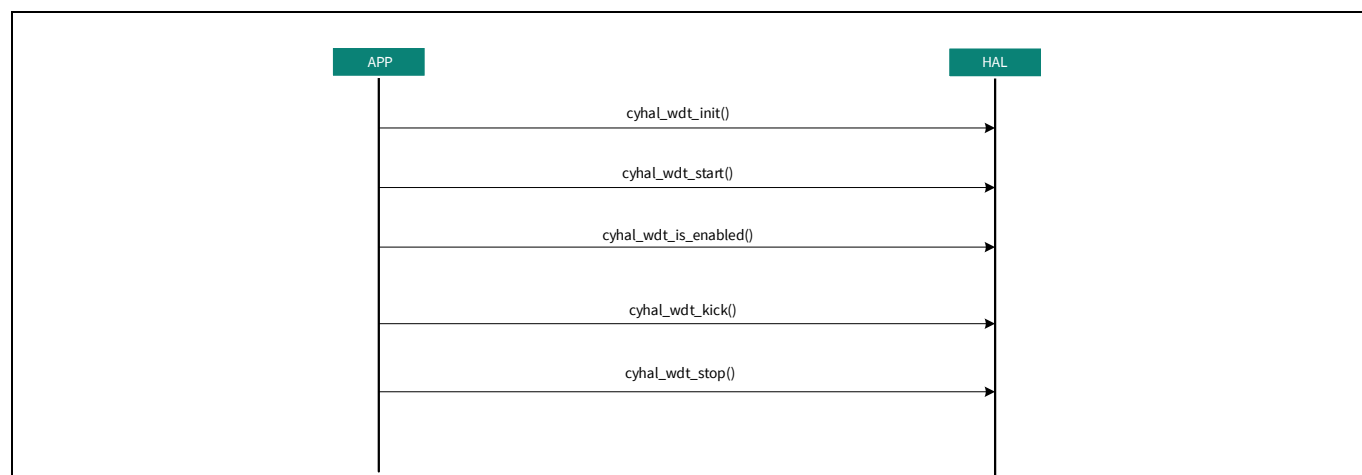 APP
HAL
cyhal_wdt_init()
cyhal_wdt_start()
cyhal_wdt_is_enabled()
cyhal_wdt_kick()
cyhal_wdt_stop()